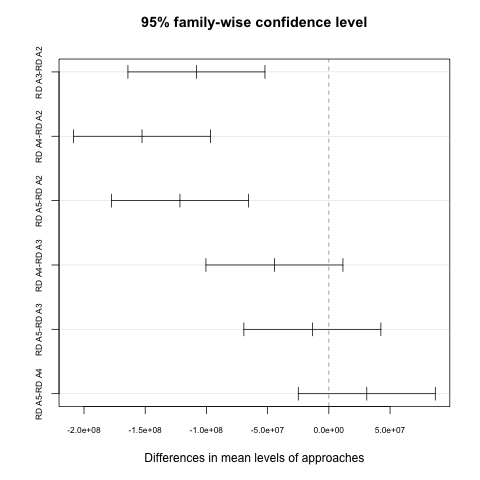 95% family-wise confidence level
RD A3-RD A2
RD A4-RD A2
RD A5-RD A2
RD A4-RD A3
RD A5-RD A3
RD A5-RD A4
-2.0e+08 -1.5e+08 -1.0e+08 -5.0e+07 0.0e+00 5.0e+07
Differences in mean levels of approaches